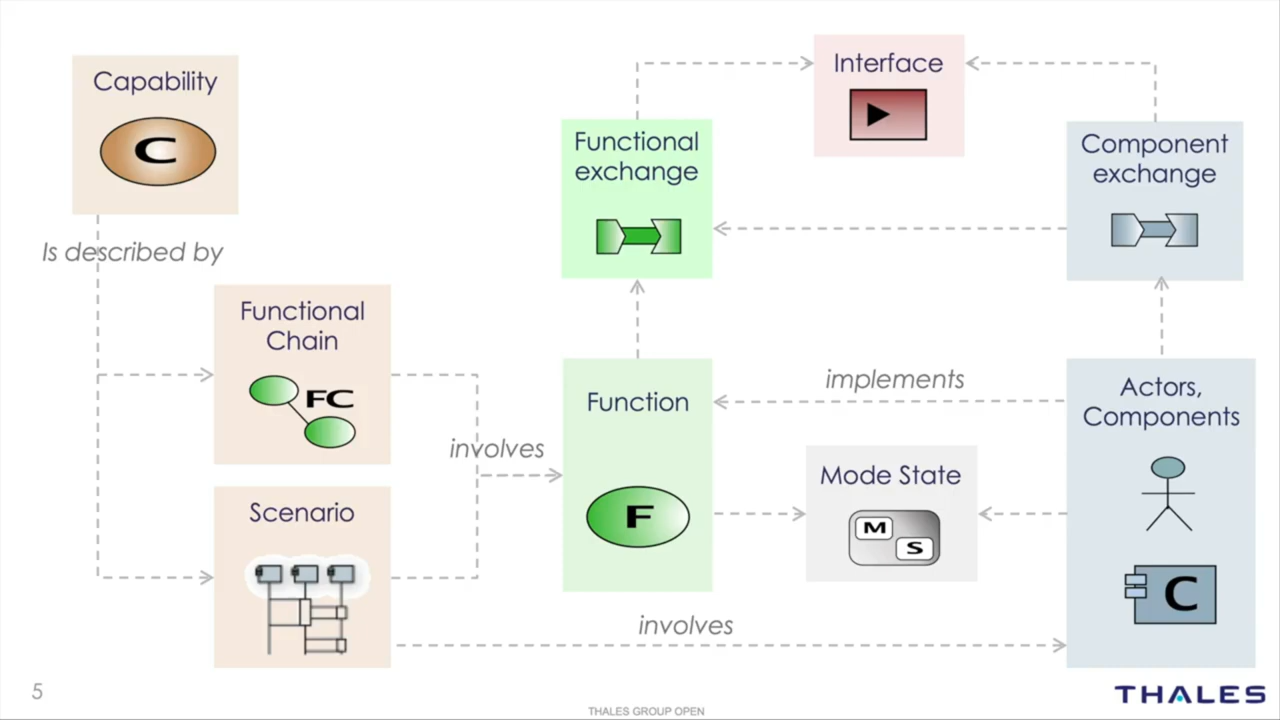 Capability
C
Is described by
Functional
Chain
FC
Scenario
involves
Functional
exchange
Interface
Component
exchange
Function
F
implements
Mode State
M
S
Actors,
Components
C
involves
5
THALES GROUP OPEN
THALES